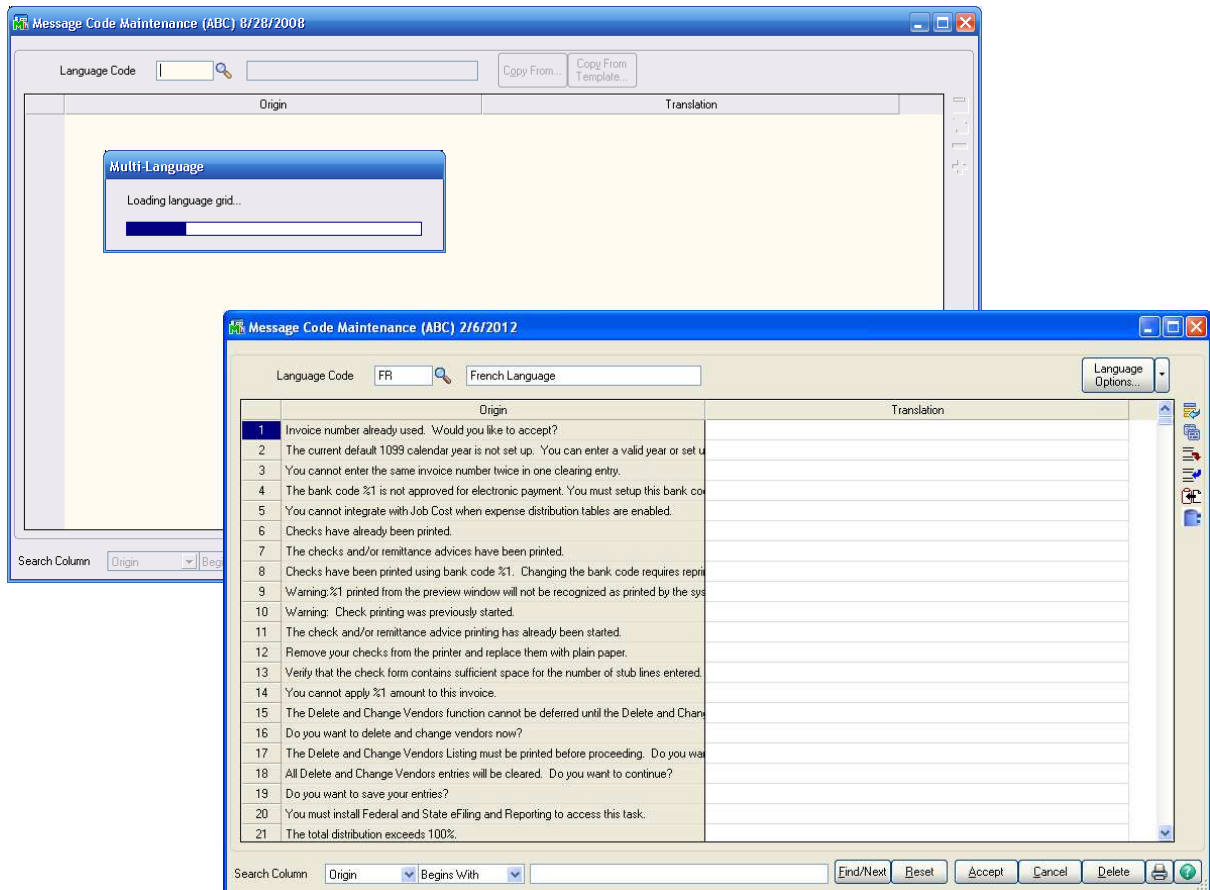 Message Code Maintenance (ABC) 8/28/2008
Language Code
Copy From...
Copy From
Template...
Origin Translation
Multi-Language
Loading language grid...
Search Column Origin
Message Code Maintenance (ABC) 2/6/2012
Language Code FR French Language
Language
Options...
Origin Translation
1 Invoice number already used. Would you like to accept?
2 The current default 1099 calendar year is not set up. You can enter a valid year or set u
3 You cannot enter the same invoice number twice in one clearing entry.
4 The bank code %1 is not approved for electronic payment. You must setup this bank co
5 You cannot integrate with Job Cost when expense distribution tables are enabled.
6 Checks have already been printed.
7 The checks and/or remittance advices have been printed.
8 Checks have been printed using bank code %1. Changing the bank code requires repri
9 Warning:%1 printed from the preview window will not be recognized as printed by the sys
10 Warning: Check printing was previously started.
11 The check and/or remittance advice printing has already been started.
12 Remove your checks from the printer and replace them with plain paper.
13 Verify that the check form contains sufficient space for the number of stub lines entered.
14 You cannot apply %1 amount to this invoice.
15 The Delete and Change Vendors function cannot be deferred until the Delete and Chan
16 Do you want to delete and change vendors now?
17 The Delete and Change Vendors Listing must be printed before proceeding. Do you wa
18 All Delete and Change Vendors entries will be cleared. Do you want to continue?
19 Do you want to save your entries?
20 You must install Federal and State eFiling and Reporting to access this task.
21 The total distribution exceeds 100%.
Search Column Origin Begins With Find/Next Reset Accept Cancel Delete